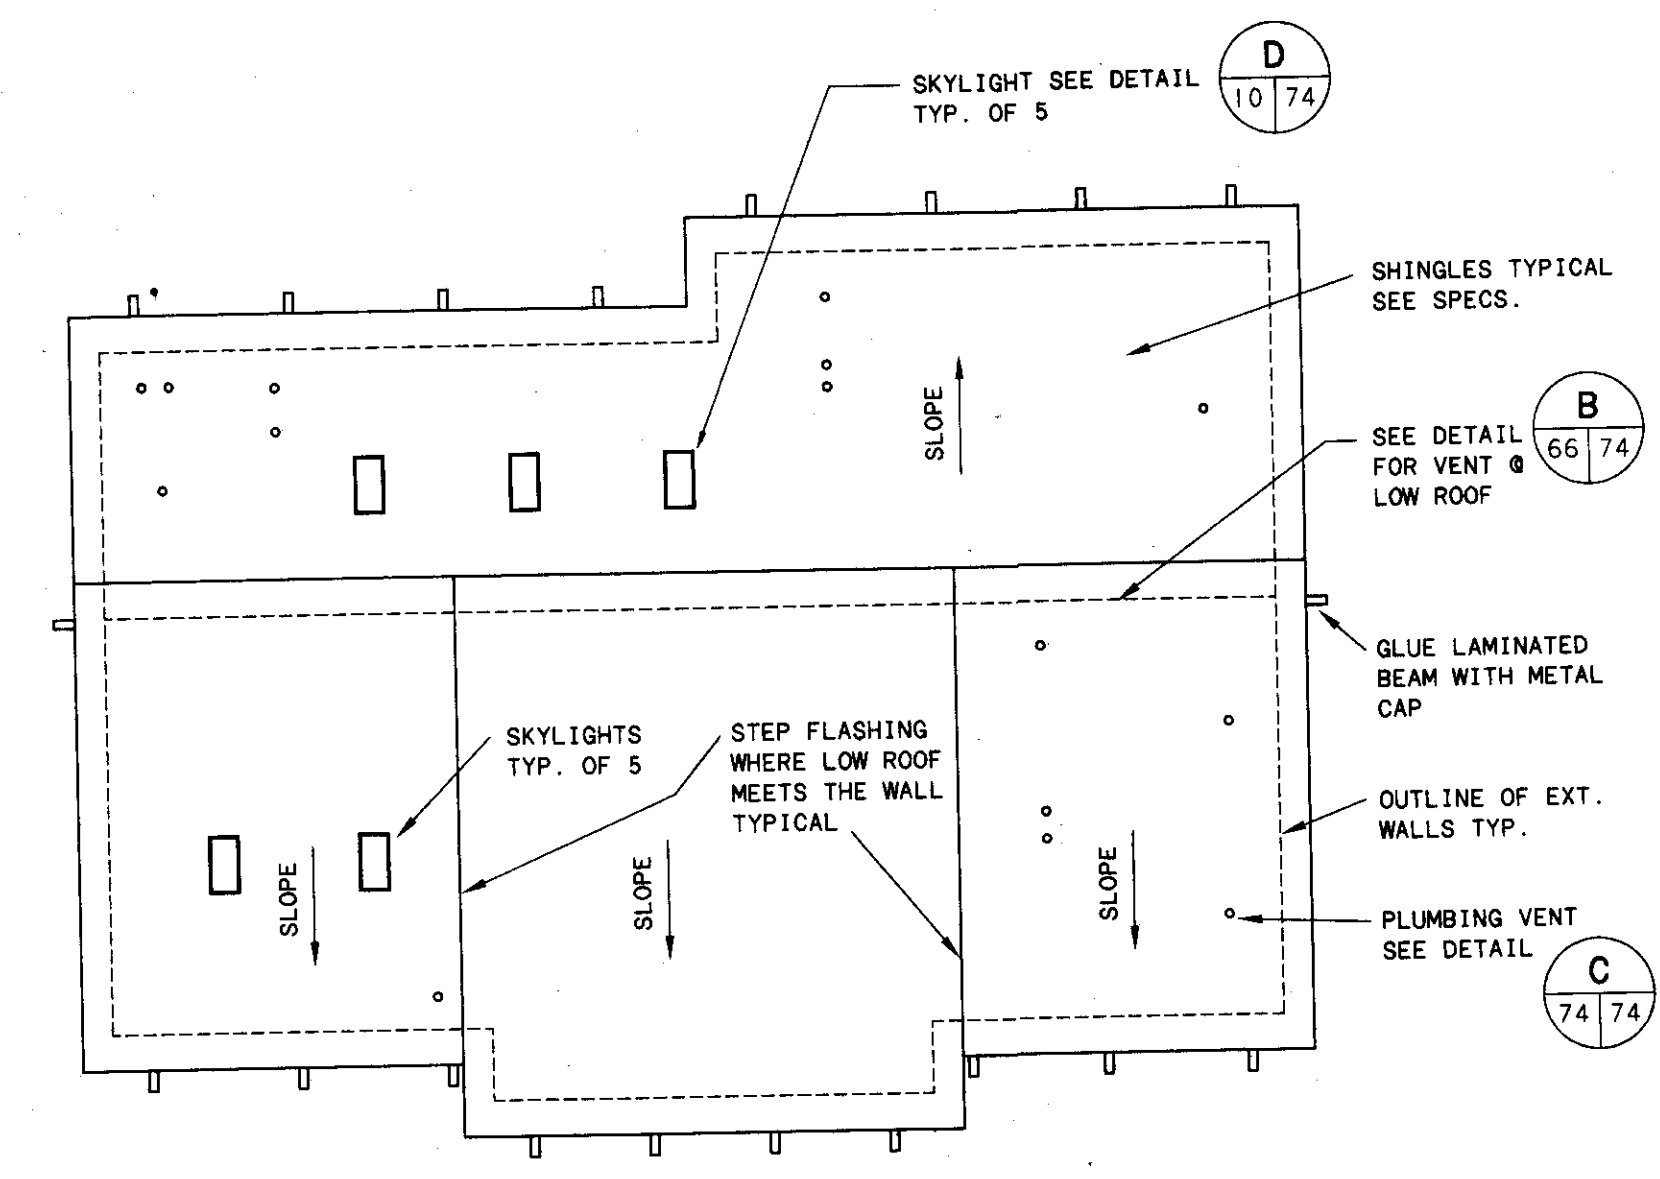 SKYLIGHT SEE DETAIL
TYP. OF 5
D
10 74
SHINGLES TYPICAL
SEE SPECS.
SLOPE
SEE DETAIL
FOR VENT @
LOW ROOF
B
66 74
GLUE LAMINATED
BEAM WITH METAL
CAP
SKYLIGHTS
TYP. OF 5
STEP FLASHING
WHERE LOW ROOF
MEETS THE WALL
TYPICAL
OUTLINE OF EXT.
WALLS TYP.
SLOPE
SLOPE
SLOPE
PLUMBING VENT
SEE DETAIL
C
74 74